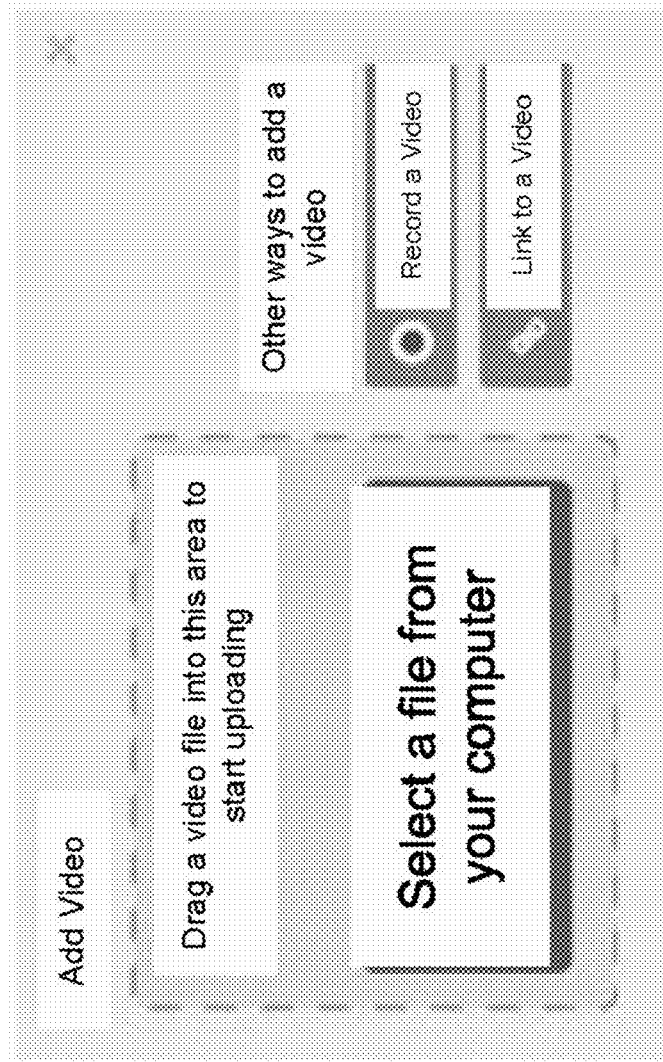 Add Video
Drag a video file into this area to
start uploading
Select a file from
your computer
Other ways to add a
video
Record a Video
Link to a Video